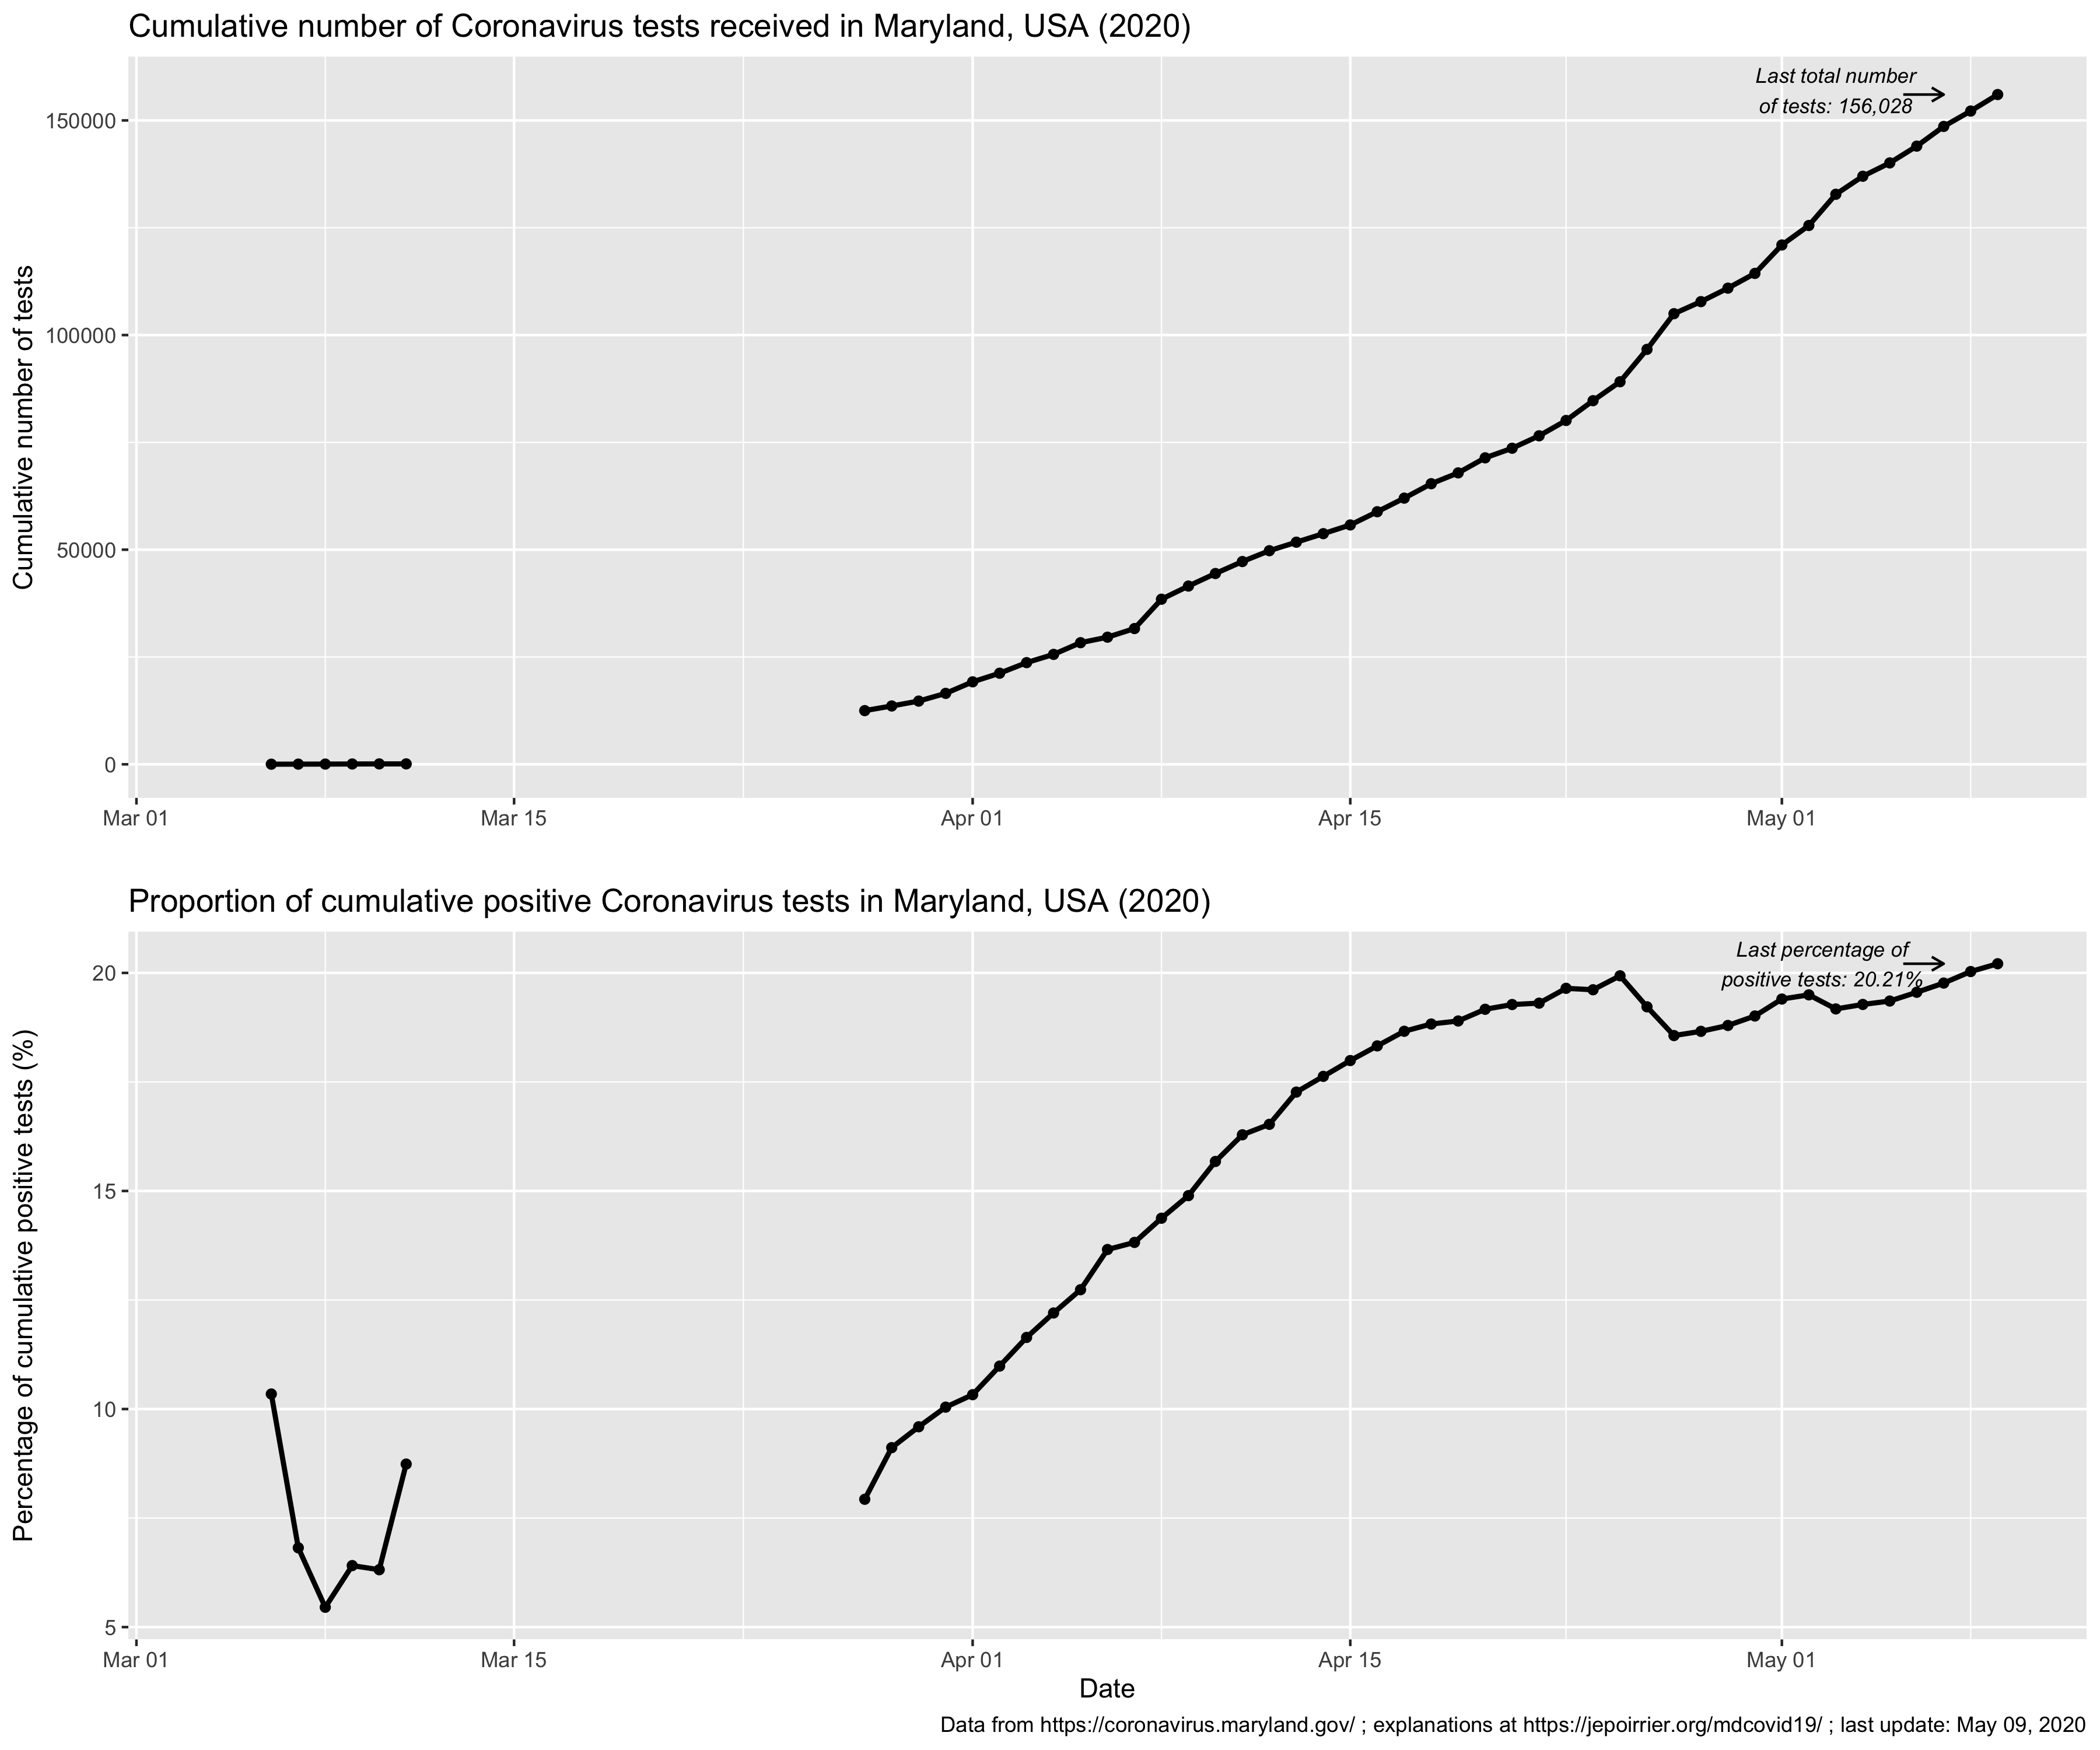 Cumulative number of Coronavirus tests received in Maryland, USA (2020)
Last total number
of tests: 156,028
Cumulative number of tests
150000
100000
50000
0
Mar 01
Mar 15
Apr 01
Apr 15
May 01
Proportion of cumulative positive Coronavirus tests in Maryland, USA (2020)
Last percentage of
positive tests: 20.21%
Percentage of cumulative positive tests (%)
20
15
10
5
Mar 01
Mar 15
Apr 01
Apr 15
May 01
Date
Data from https://coronavirus.maryland.gov/ ; explanations at https://jepoirrier.org/mdcovid19/ ; last update: May 09, 2020